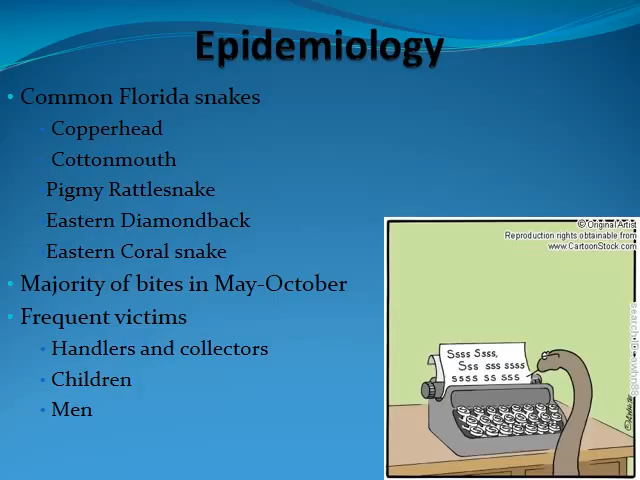 Epidemiology
• Common Florida snakes
• Copperhead
Cottonmouth
Pigmy Rattlesnake
Eastern Diamondback
Eastern Coral snake
• Majority of bites in May-October
• Frequent victims
• Handlers and collectors
• Children
• Men
© Original Artist
Reproduction rights obtainable from
www.CartoonStock.com
Ssss Ssss,
Sss sss ssss
ssss ss sss